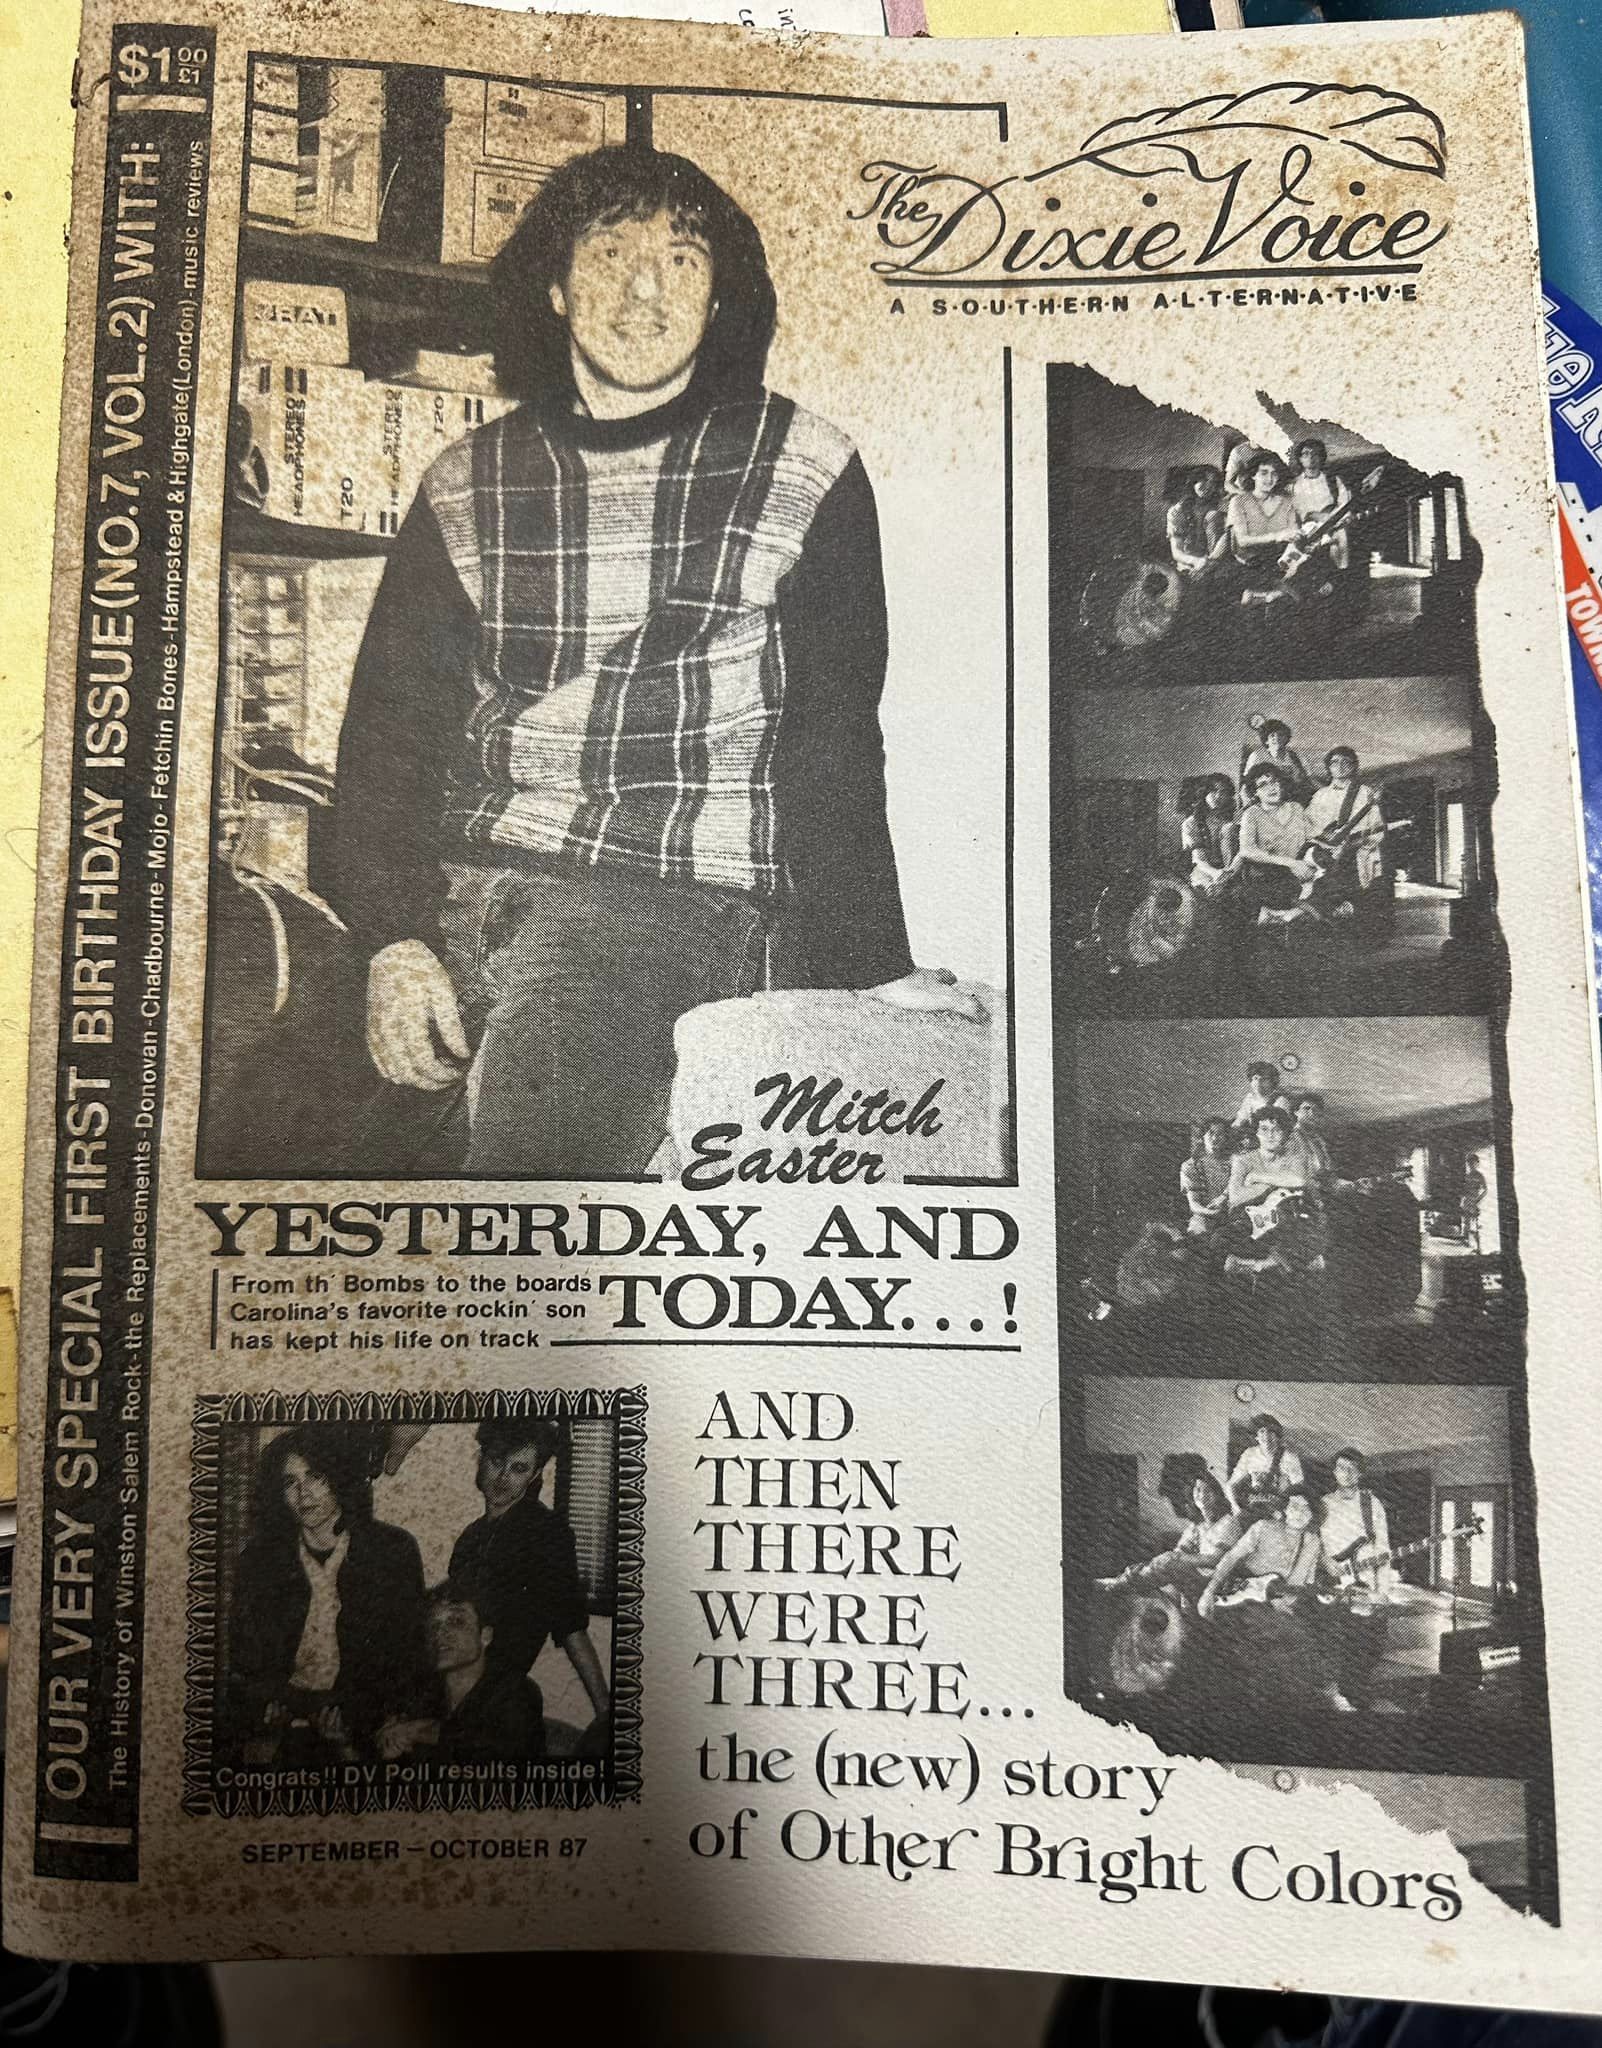 $1.00
£1
OUR VERY SPECIAL FIRST BIRTHDAY ISSUE(NO.7, VOL.2) WITH:
The History of Winston Salem Rock- the Replacements-Donovan-Chadbourne-Mojo- Fetchin Bones-Hampstead & Highgate(London)-music reviews
The Dixie Voice
A S·O·U·T·H·E·R·N A·L·T·E·R·N·A·T·I·V·E
STEREO
HEADPHONES
T20
STEREO
HEADPHONES
T20
Mitch
Easter
YESTERDAY, AND
TODAY...!
From th' Bombs to the boards
Carolina's favorite rockin' son
has kept his life on track
AND
THEN
THERE
WERE
THREE...
the (new) story
of Other Bright Colors
Congrats!! DV Poll results inside!
SEPTEMBER – OCTOBER 87
TOWN